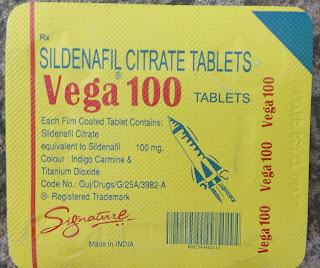 Rx
SILDENAFIL CITRATE TABLETS
Vega® 100 TABLETS
Each Film Coated Tablet Contains:
Sildenafil Citrate
equivalent to Sildenafil 100 mg.
Colour : Indigo Carmine &
Titanium Dioxide
Code No.: Guj/Drugs/G/25A/3982-A
®- Registered Trademark
Signature
Made in INDIA
Vega 100
Vega 100
Vega 100